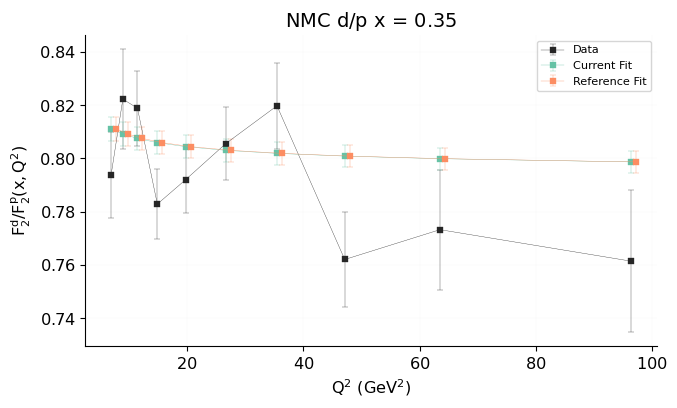 NMC d/p x = 0.35
Data
Current Fit
Reference Fit
F₂ᵈ/F₂ᵖ(x, Q²)
0.84
0.82
0.80
0.78
0.76
0.74
20
40
60
80
100
Q² (GeV²)